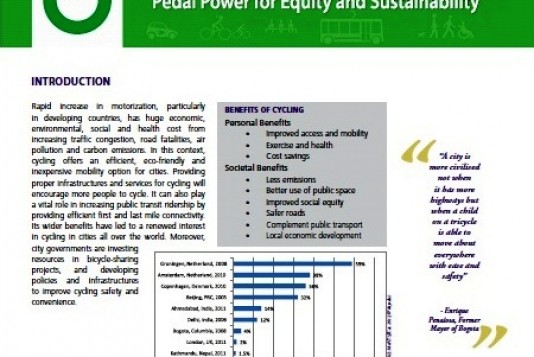 Pedal Power for Equity and Sustainability
INTRODUCTION
Rapid increase in motorization, particularly
in developing countries, has huge economic,
environmental, social and health cost from
increasing traffic congestion, road fatalities, air
pollution and carbon emissions. In this context,
cycling offers an efficient, eco-friendly and
inexpensive mobility option for cities. Providing
proper infrastructures and services for cycling will
encourage more people to cycle. It can also play
a vital role in increasing public transit ridership by
providing efficient first and last mile connectivity.
Its wider benefits have led to a renewed interest
in cycling in cities all over the world. Moreover,
city governments are investing
resources in bicycle-sharing
projects, and developing
policies and infrastructures
to improve cycling safety and
convenience.
BENEFITS OF CYCLING
Personal Benefits
• Improved access and mobility
• Exercise and health
• Cost savings
Societal Benefits
• Less emissions
• Better use of public space
• Improved social equity
• Safer roads
• Complement public transport
• Local economic development
Groningen, Netherland, 2008
Amsterdam, Netherland, 2010
Copenhagen, Denmark, 2010
Beijing, PRC, 2005 32%
Ahmadabad, India, 2011 14%
Delhi, India, 2008 12%
Bogota, Columbia, 2008 4%
London, UK, 2011
Kathmandu, Nepal, 2011 1.5%
“A city is
more civilised
not when
it has more
highways but
when a child
on a tricycle
is able to
move about
everywhere
with ease and
safety”
- Enrique
Penalosa, Former
Mayor of Bogota